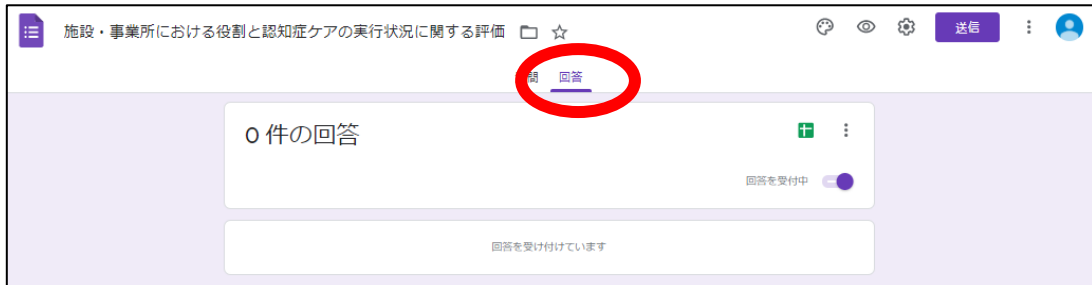 施設・事業所における役割と認知症ケアの実行状況に関する評価
送信
回答
0 件の回答
回答を受付中
回答を受け付けています